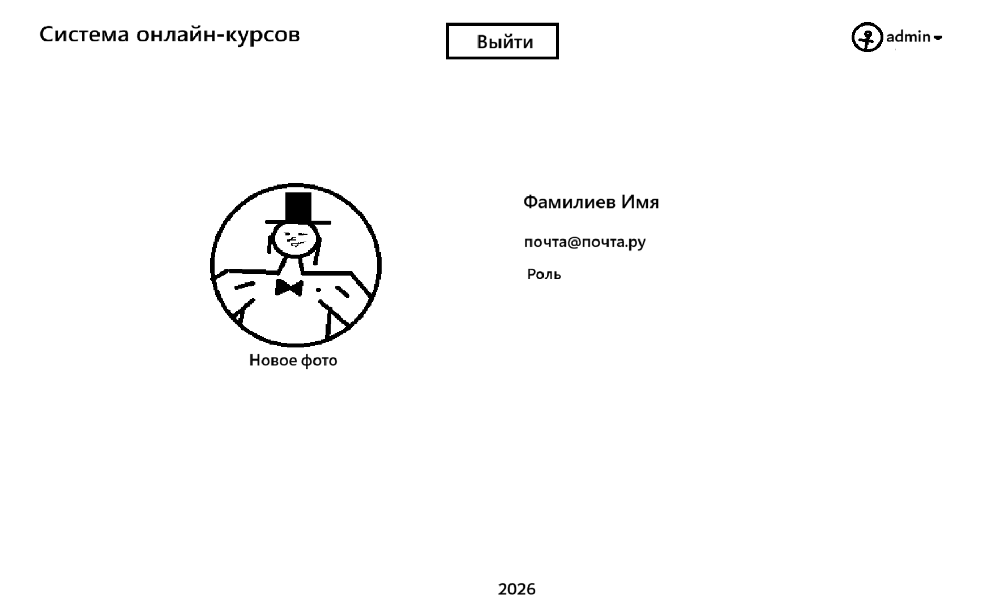 Система онлайн-курсов
Выйти
admin
Фамилиев Имя
почта@почта.ру
Роль
Новое фото
2026